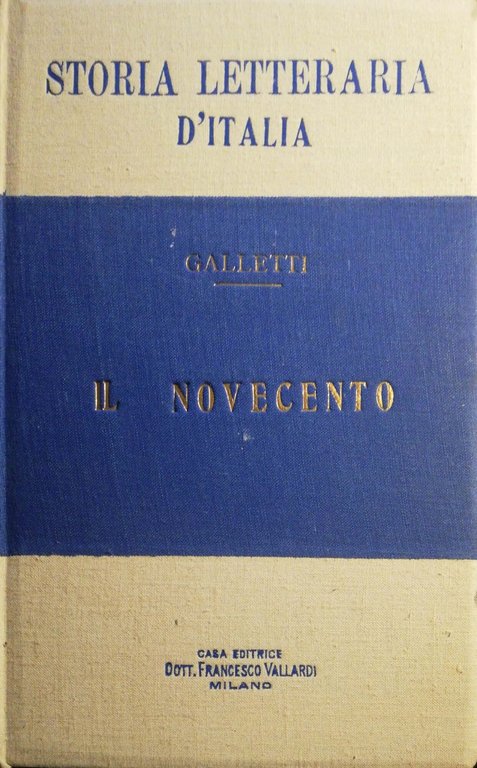 STORIA LETTERARIA
D'ITALIA
GALLETTI
IL NOVECENTO
CASA EDITRICE
DOTT. FRANCESCO VALLARDI
MILANO